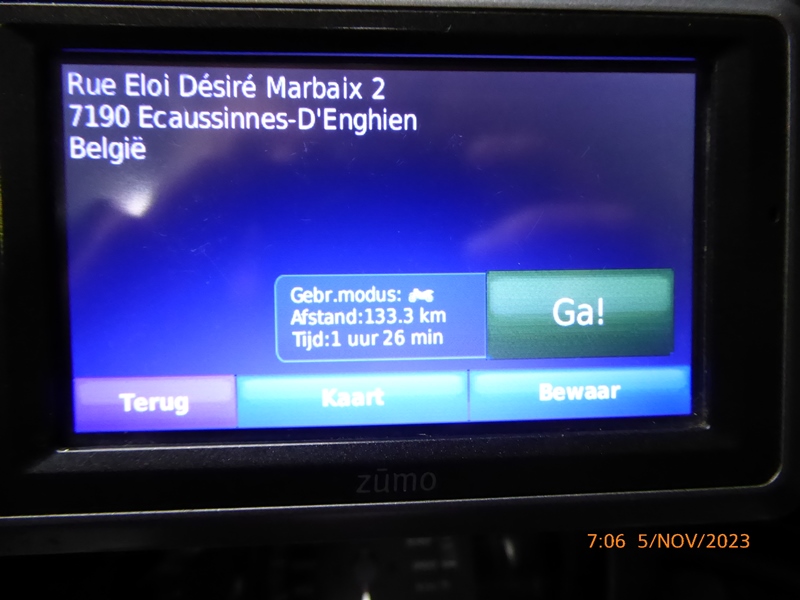 Rue Eloi Désiré Marbaix 2
7190 Ecaussinnes-D'Enghien
België
Gebr.modus:
Afstand:133.3 km
Tijd:1 uur 26 min
Ga!
Terug
Kaart
Bewaar
zūmo
7:06 5/NOV/2023